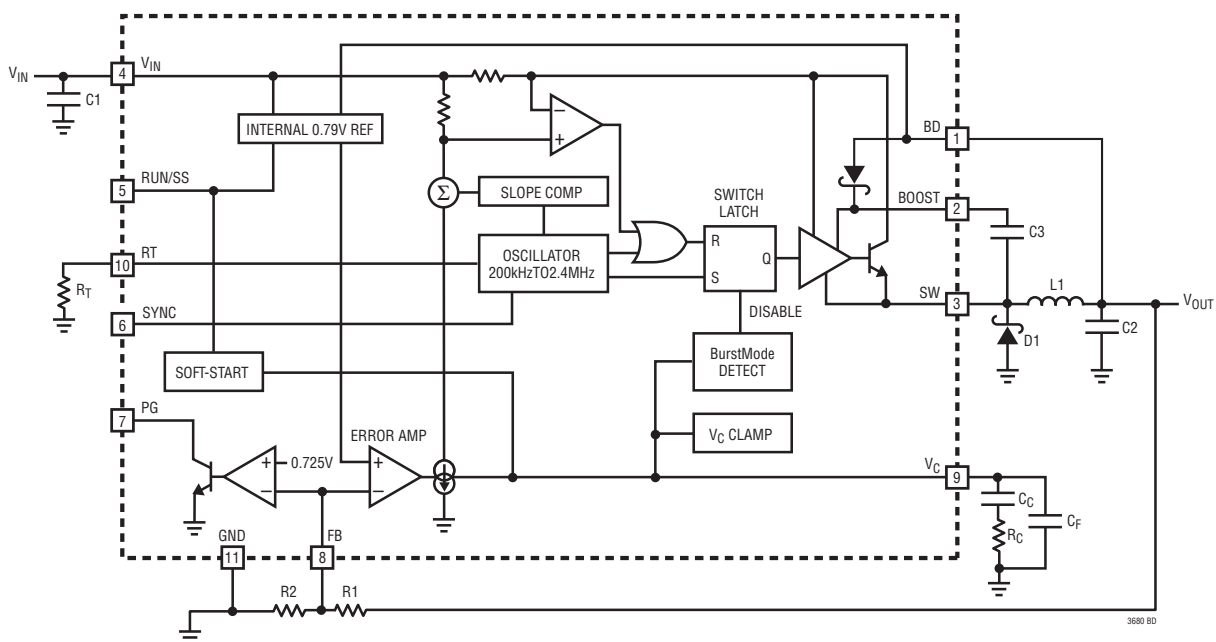 VIN
C1
4
VIN
INTERNAL 0.79V REF
5
RUN/SS
Σ
SLOPE COMP
OSCILLATOR
200kHzTO2.4MHz
10
RT
RT
6
SYNC
SOFT-START
7
PG
+
−
0.725V
ERROR AMP
+
−
−
+
SWITCH
LATCH
R
S
Q
DISABLE
BurstMode
DETECT
VC CLAMP
BD
1
BOOST
2
C3
SW
3
L1
D1
C2
VOUT
VC
9
CC
RC
CF
GND
11
FB
8
R2
R1
3680 BD